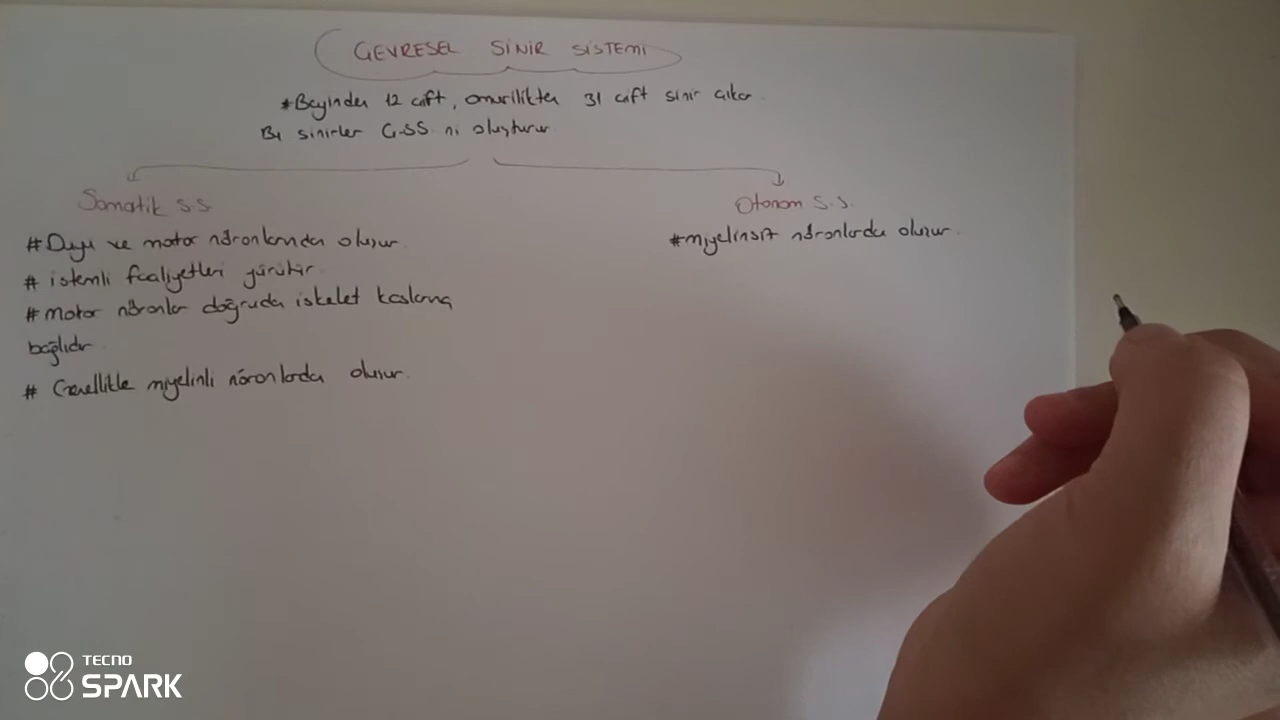 ÇEVRESEL SİNİR SİSTEMİ
*Beyinden 12 çift, omurilikten 31 çift sinir çıkar.
Bu sinirler Ç.S.S. ni oluşturur
Somatik S.S.
Otonom S.S.
# Duyu ve motor nöronlarından oluşur.
# istemli faaliyetleri yürütür.
# Motor nöronlar doğrudan iskelet kaslarına
bağlıdır.
# Genellikle miyelinli nöronlardan oluşur.
#miyelinsiz nöronlardan oluşur.
TECNO
SPARK